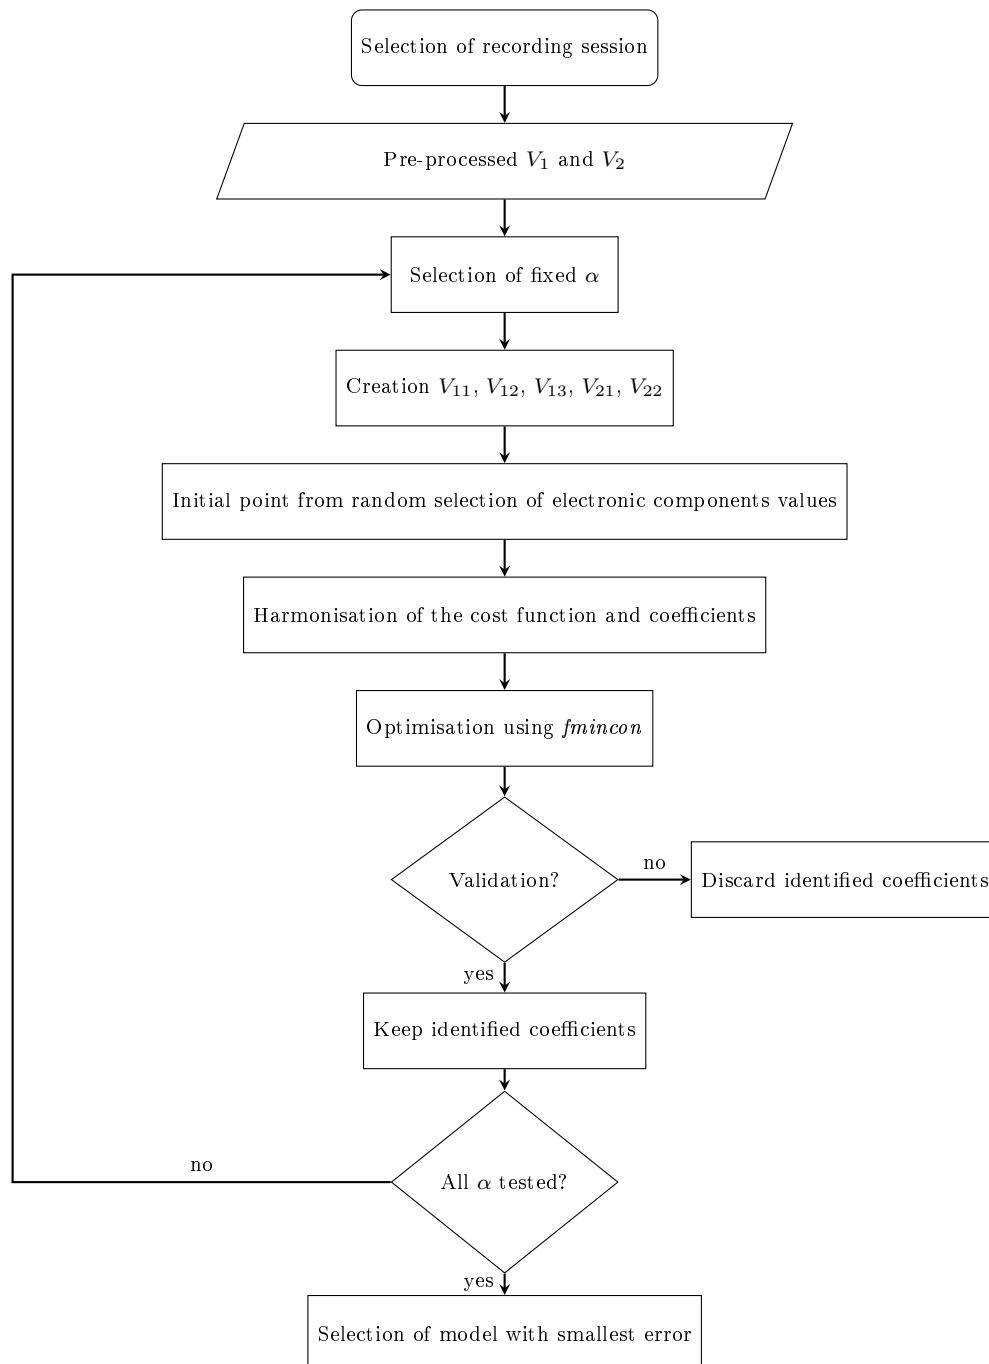 Selection of recording session
Pre-processed V₁ and V₂
Selection of fixed α
Creation V₁₁, V₁₂, V₁₃, V₂₁, V₂₂
Initial point from random selection of electronic components values
Harmonisation of the cost function and coefficients
Optimisation using fmincon
Validation?
no
Discard identified coefficients
yes
Keep identified coefficients
no
All α tested?
yes
Selection of model with smallest error